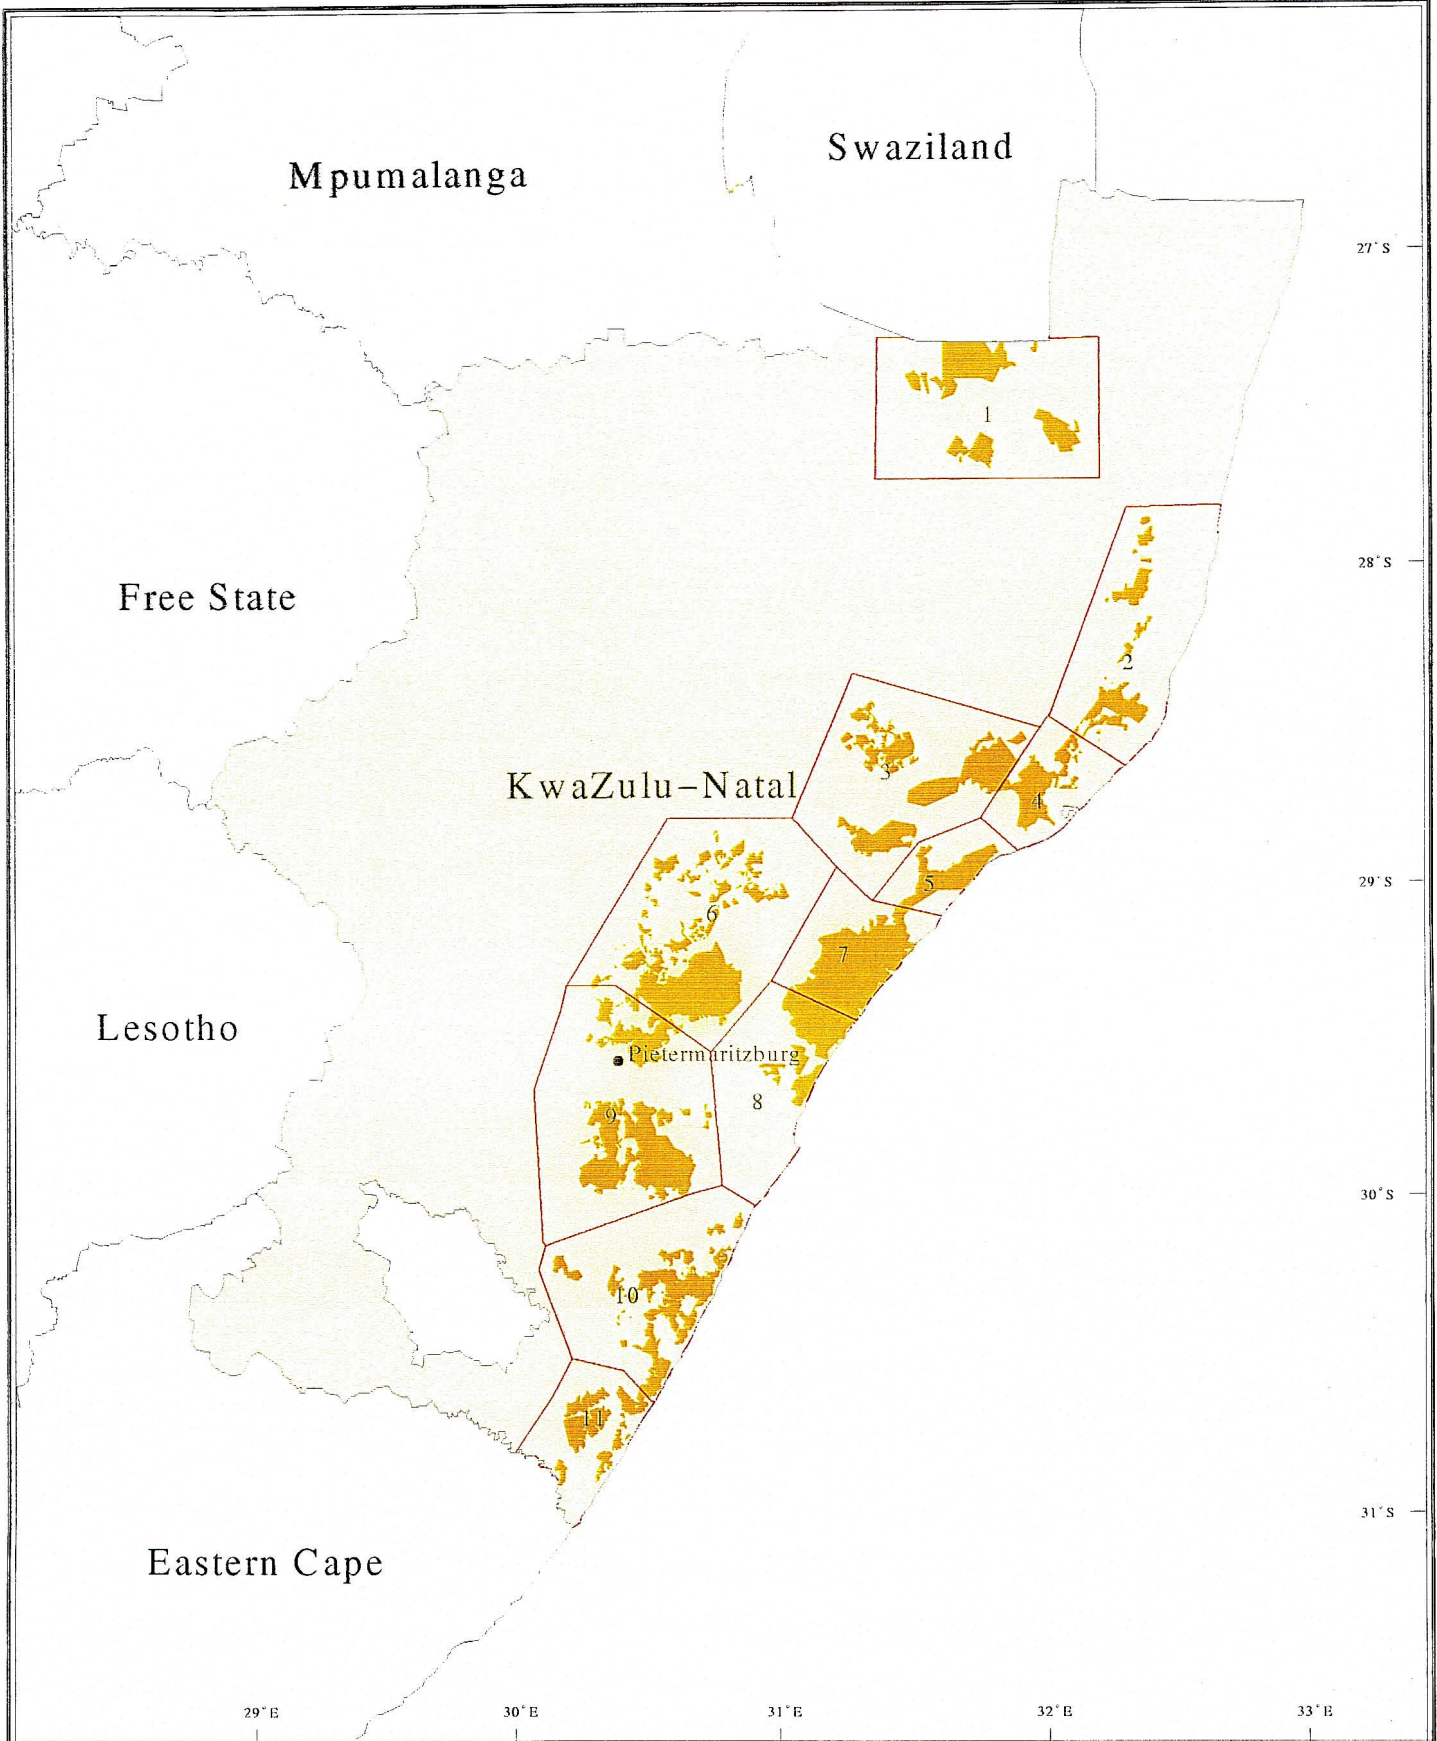 Swaziland
Mpumalanga
27°S
1
28°S
Free State
2
3
KwaZulu-Natal
4
5
29°S
6
7
Lesotho
Pietermaritzburg
8
9
30°S
10
11
31°S
Eastern Cape
29°E
30°E
31°E
32°E
33°E